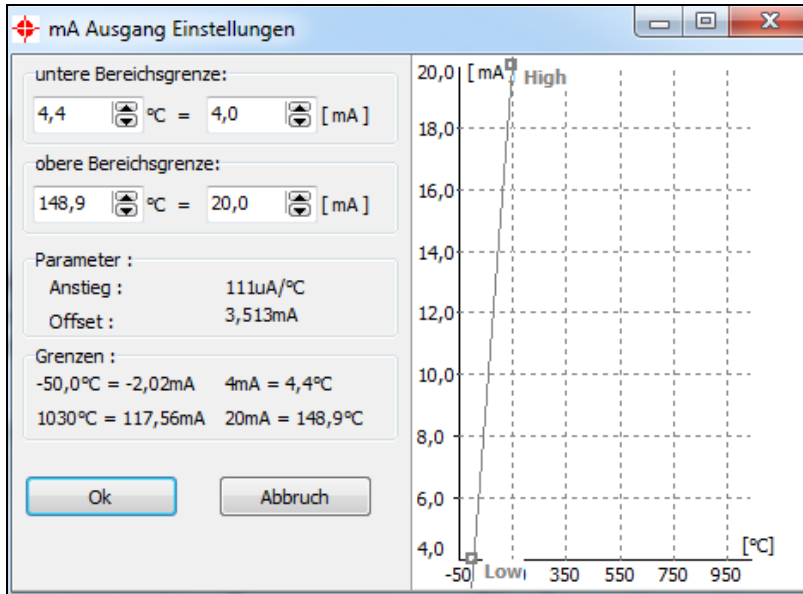 mA Ausgang Einstellungen
untere Bereichsgrenze:
4,4 °C = 4,0 [ mA ]
obere Bereichsgrenze:
148,9 °C = 20,0 [ mA ]
Parameter :
Anstieg : 111uA/°C
Offset : 3,513mA
Grenzen :
-50,0°C = -2,02mA 4mA = 4,4°C
1030°C = 117,56mA 20mA = 148,9°C
Ok Abbruch
20,0 [ mA High
18,0
16,0
14,0
12,0
10,0
8,0
6,0
4,0 [°C]
-50 Low 350 550 750 950